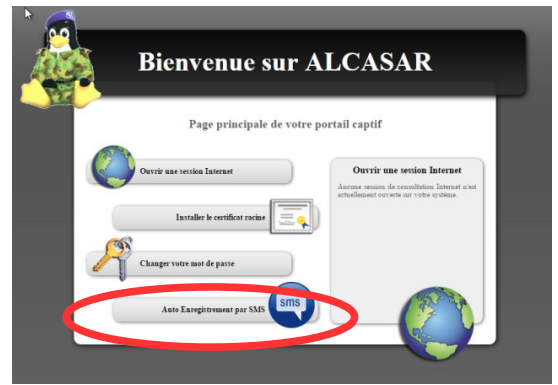 Bienvenue sur ALCASAR
Page principale de votre portail captif
Ouvrir une session Internet
Installer le certificat racine
Changer votre mot de passe
Auto Enregistrement par SMS
sms
Ouvrir une session Internet
Aucune session de consultation Internet n'est
actuellement ouverte sur votre système.